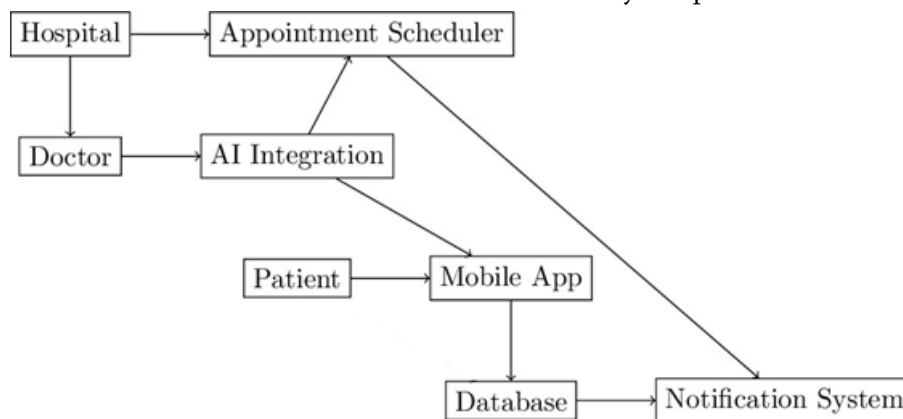 Hospital
Appointment Scheduler
Doctor
AI Integration
Patient
Mobile App
Database
Notification System